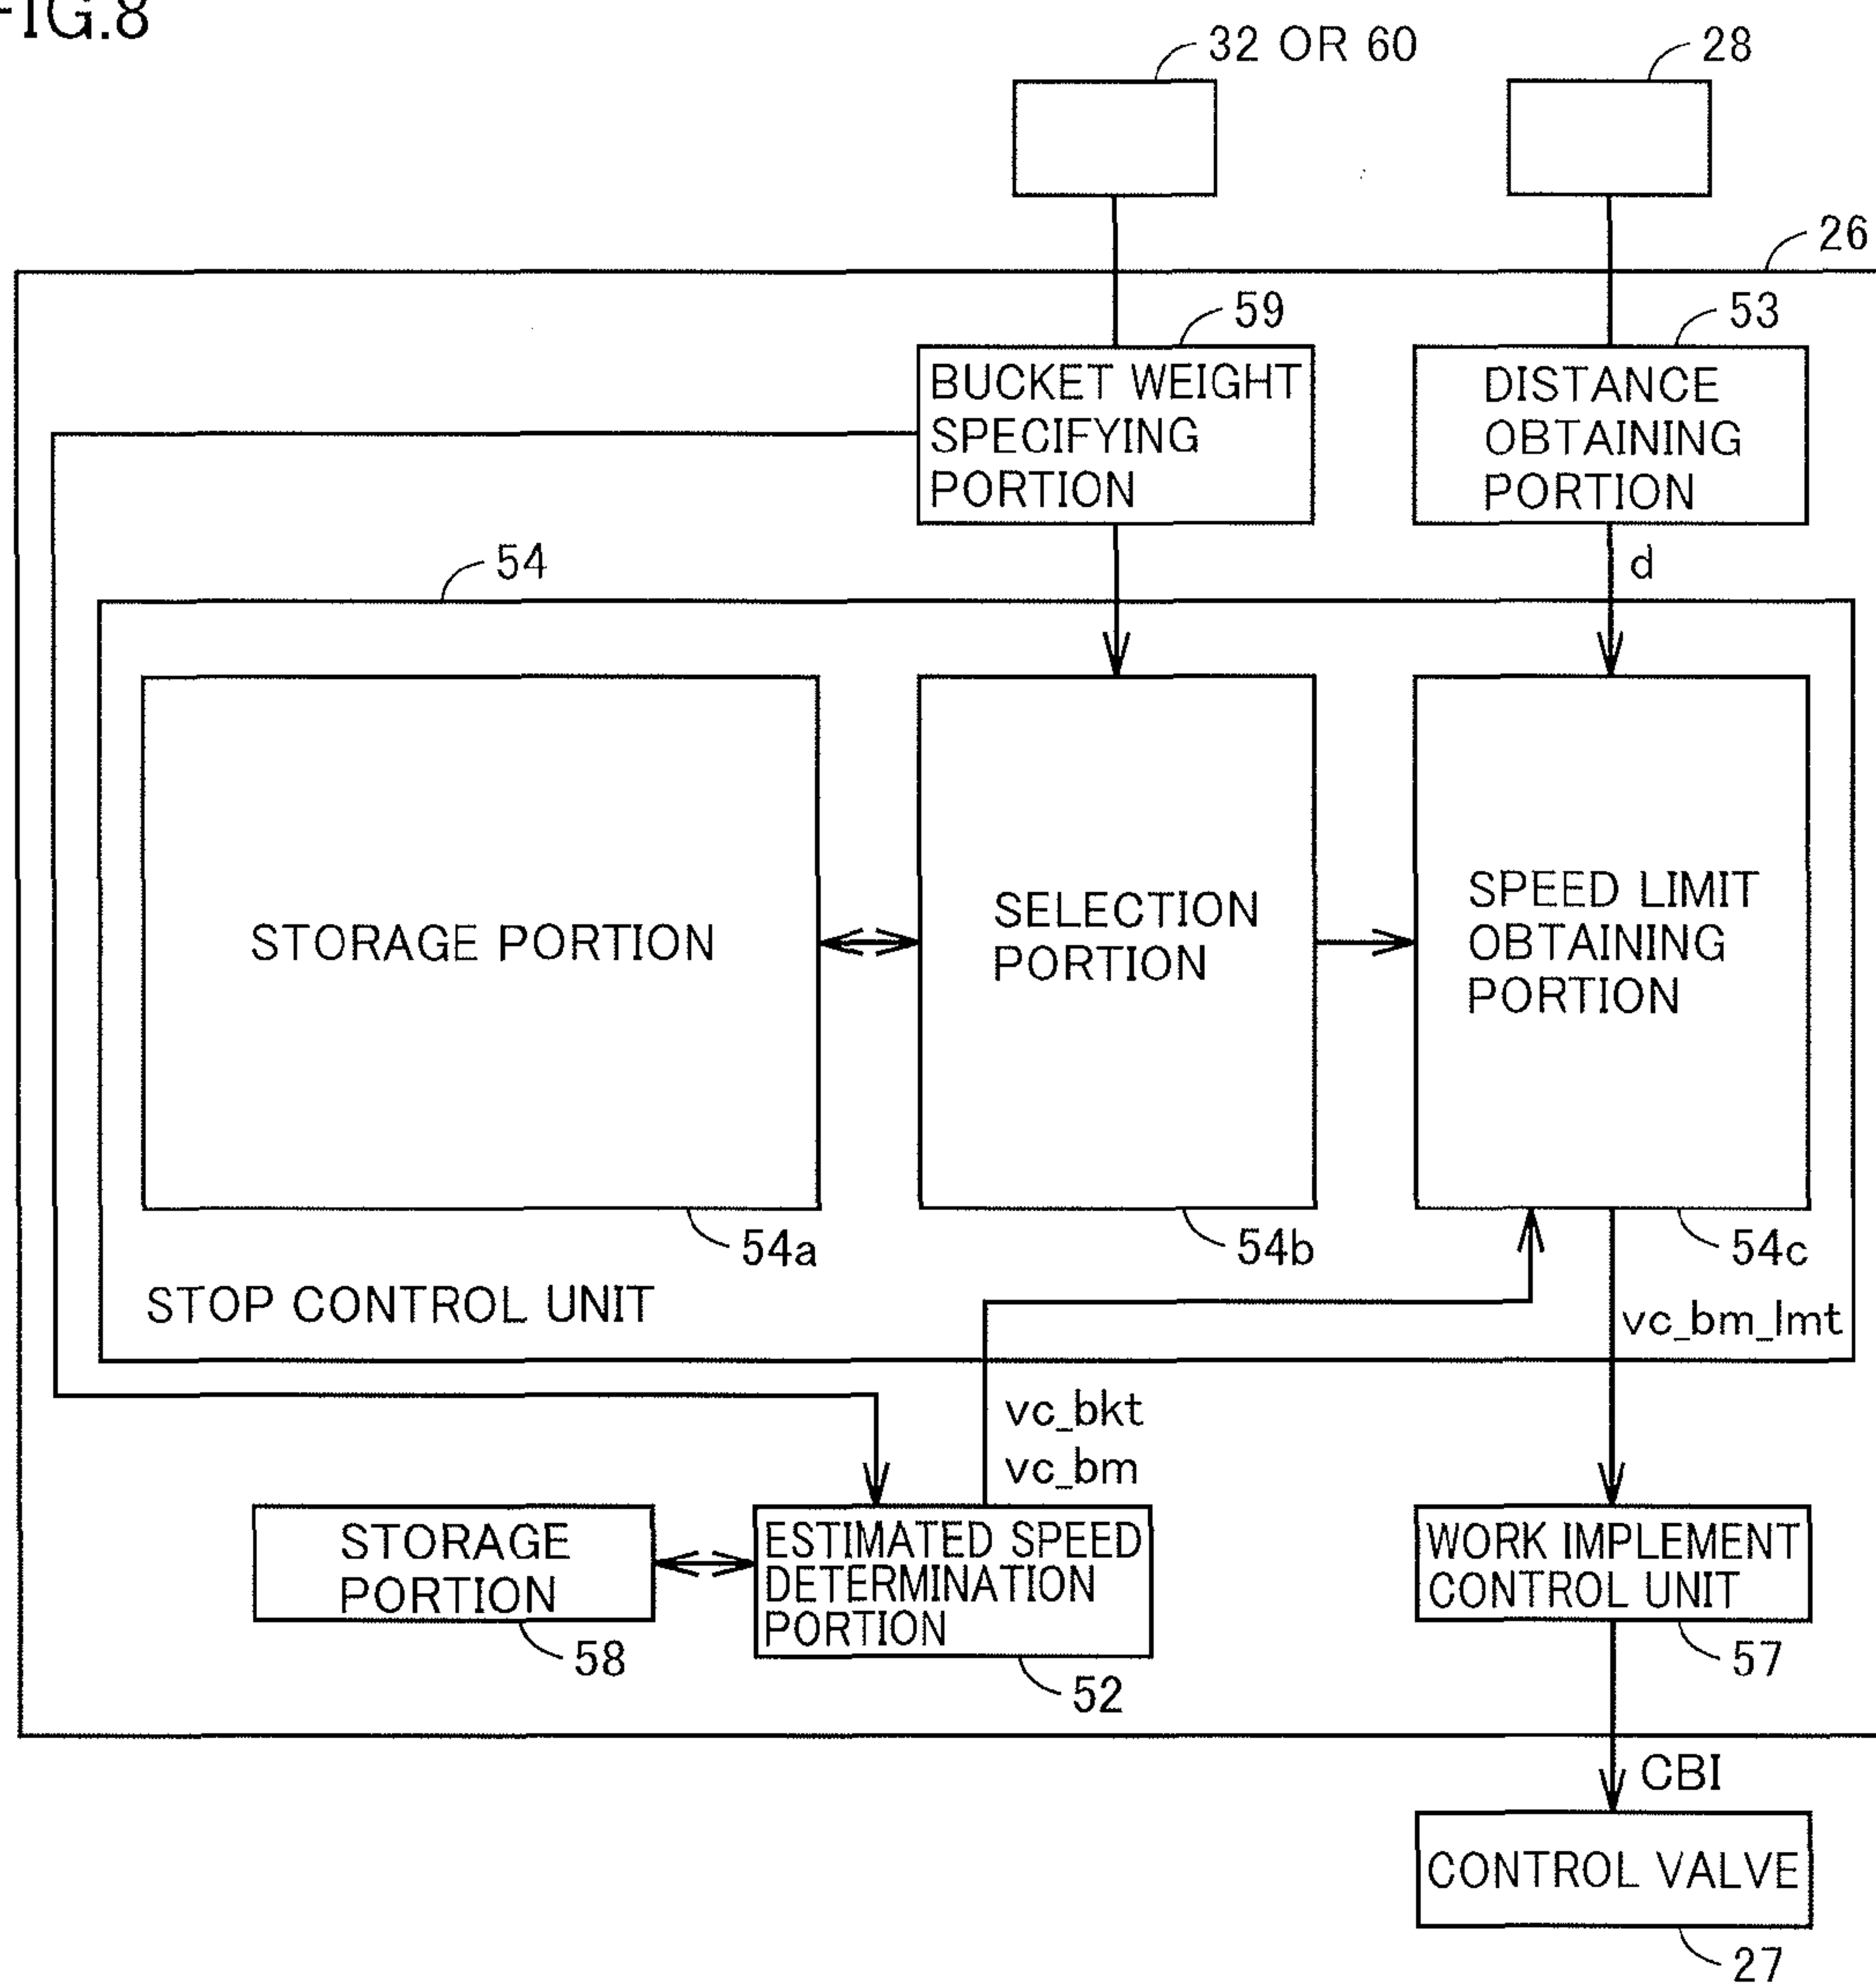 FIG.8
32 OR 60
28
26
59
53
BUCKET WEIGHT
SPECIFYING
PORTION
DISTANCE
OBTAINING
PORTION
54
d
STORAGE PORTION
SELECTION
PORTION
SPEED LIMIT
OBTAINING
PORTION
54a
54b
54c
STOP CONTROL UNIT
vc_bm_lmt
vc_bkt
vc_bm
STORAGE
PORTION
ESTIMATED SPEED
DETERMINATION
PORTION
WORK IMPLEMENT
CONTROL UNIT
58
52
57
CBI
CONTROL VALVE
27